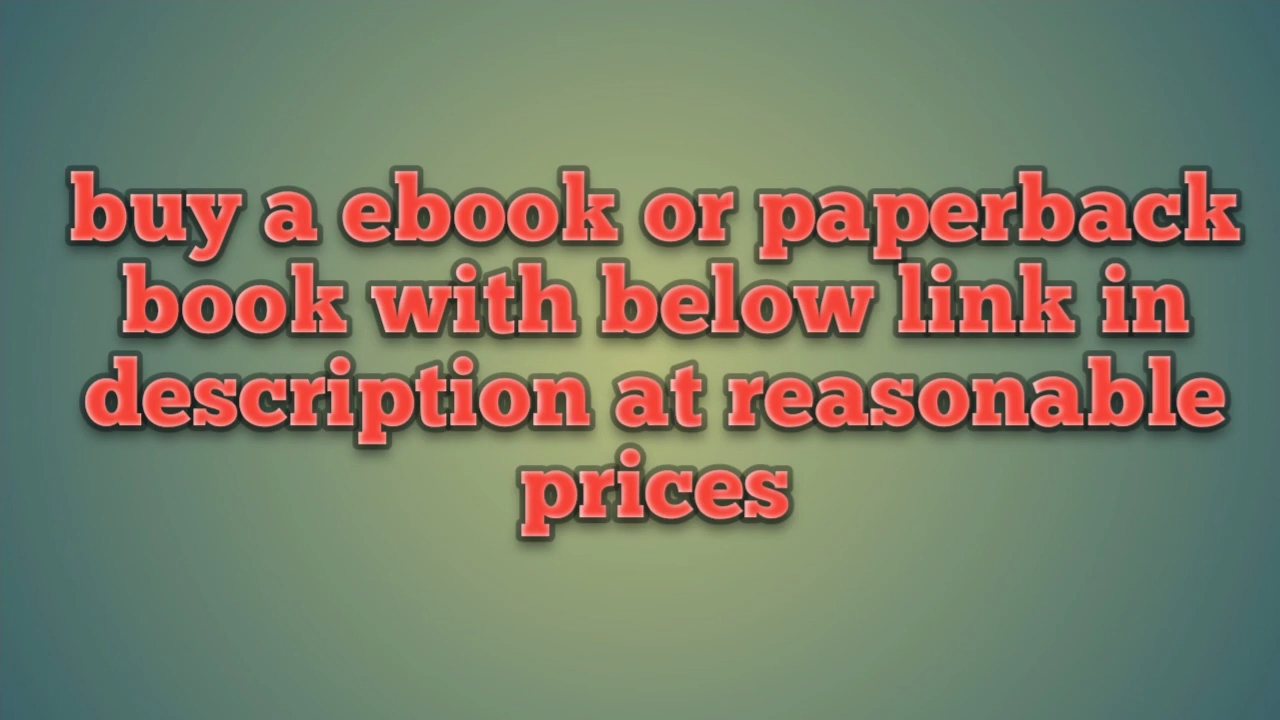 buy a ebook or paperback
book with below link in
description at reasonable
prices